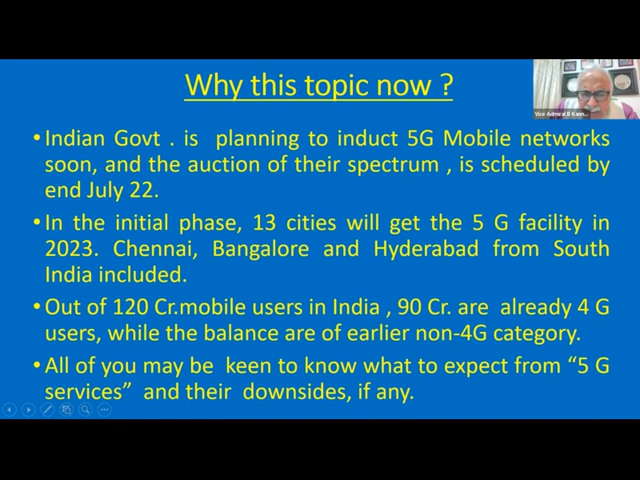 Why this topic now ?
Vice Admiral B Kann...
• Indian Govt . is planning to induct 5G Mobile networks
soon, and the auction of their spectrum , is scheduled by
end July 22.
• In the initial phase, 13 cities will get the 5 G facility in
2023. Chennai, Bangalore and Hyderabad from South
India included.
• Out of 120 Cr.mobile users in India , 90 Cr. are already 4 G
users, while the balance are of earlier non-4G category.
• All of you may be keen to know what to expect from “5 G
services” and their downsides, if any.